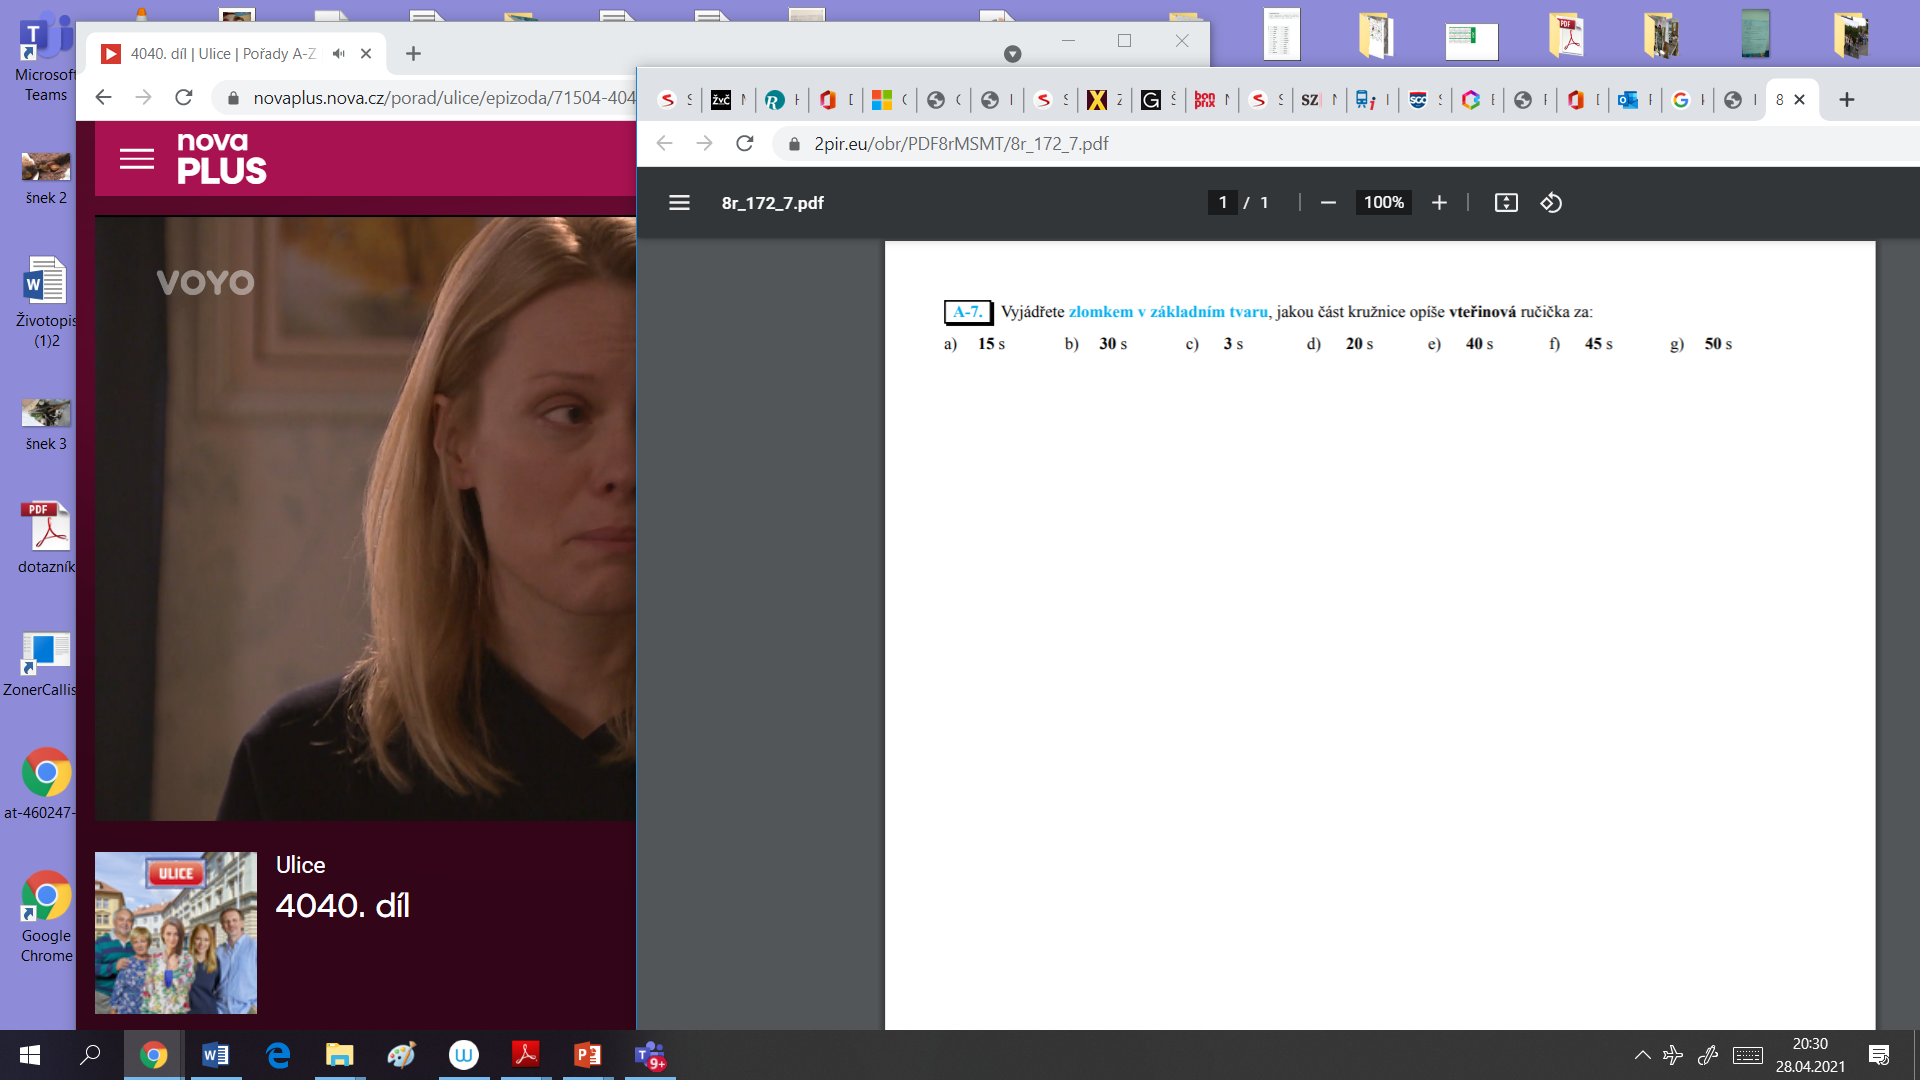 Microsoft
Teams
šnek 2
Životopis
(1)2
šnek 3
dotazník
ZonerCallis
at-460247-
Google
Chrome
4040. díl | Ulice | Pořady A-Z
novaplus.nova.cz/porad/ulice/epizoda/71504-404
nova
PLUS
VOYO
ULICE
Ulice
4040. díl
2pir.eu/obr/PDF8rMSMT/8r_172_7.pdf
8r_172_7.pdf
1 / 1
100%
A-7. Vyjádřete zlomkem v základním tvaru, jakou část kružnice opíše vteřinová ručička za:
a) 15 s b) 30 s c) 3 s d) 20 s e) 40 s f) 45 s g) 50 s
20:30
28.04.2021